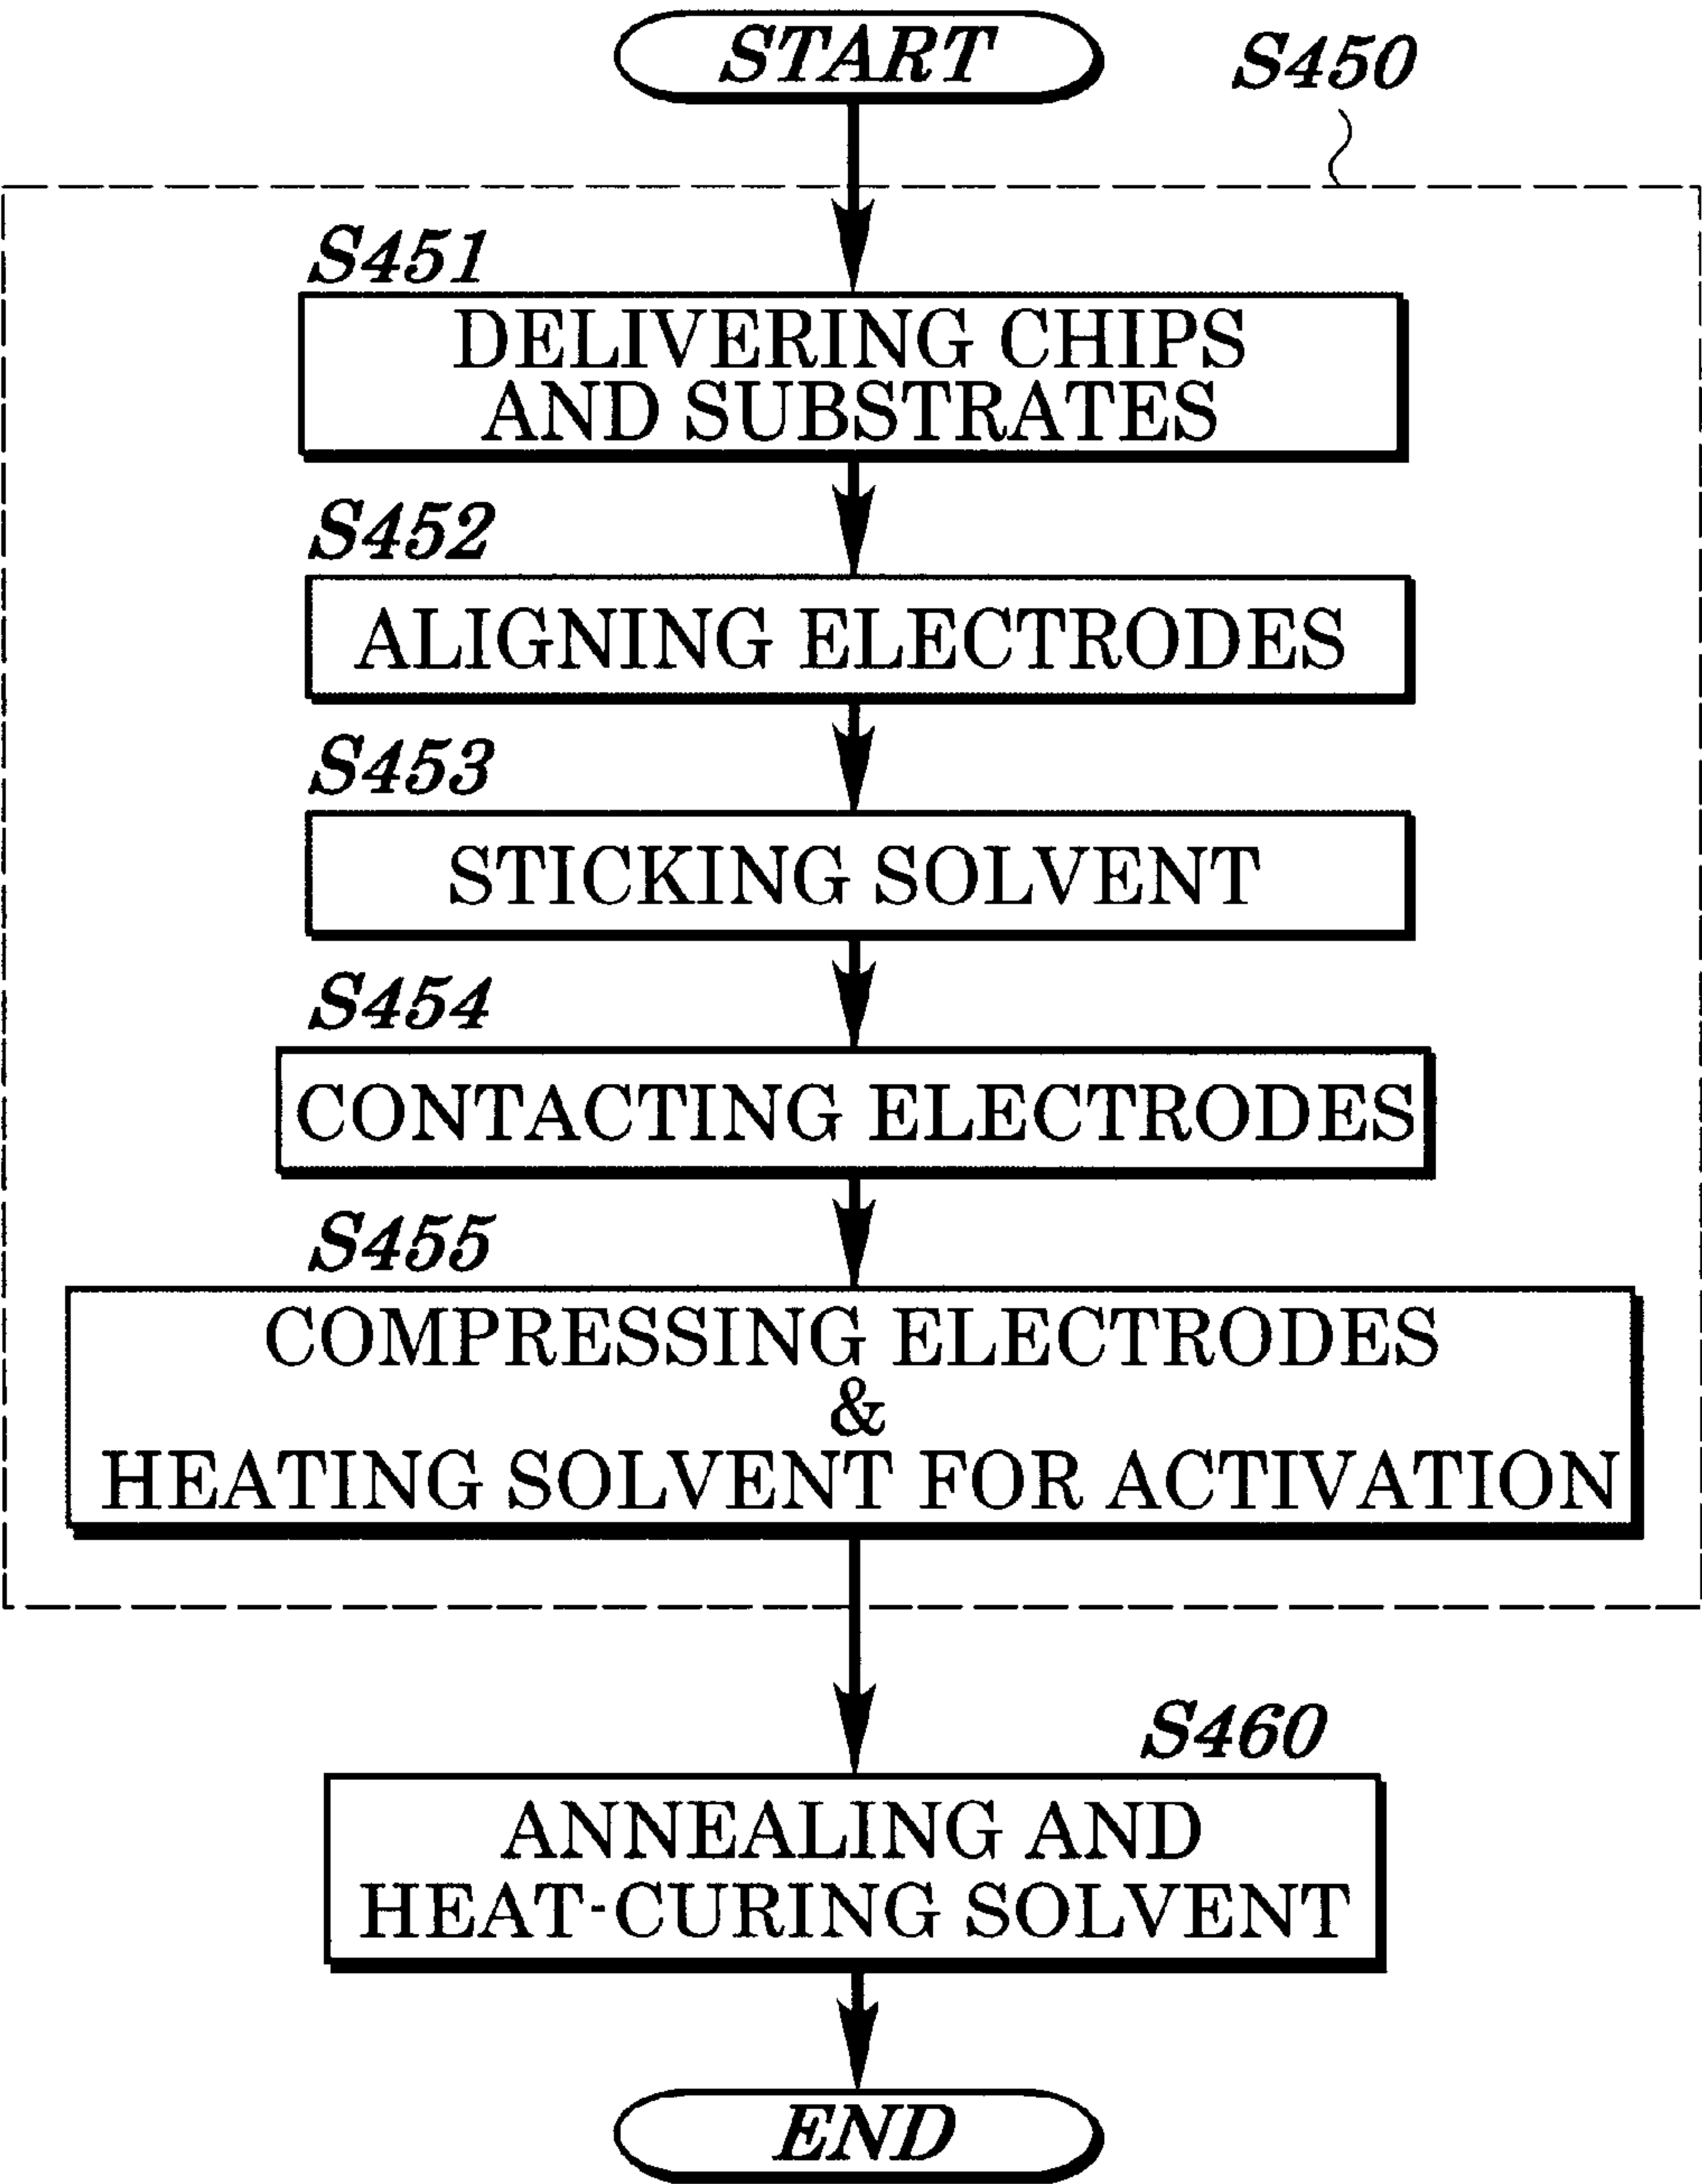 START
S450
S451
DELIVERING CHIPS
AND SUBSTRATES
S452
ALIGNING ELECTRODES
S453
STICKING SOLVENT
S454
CONTACTING ELECTRODES
S455
COMPRESSING ELECTRODES
&
HEATING SOLVENT FOR ACTIVATION
S460
ANNEALING AND
HEAT-CURING SOLVENT
END